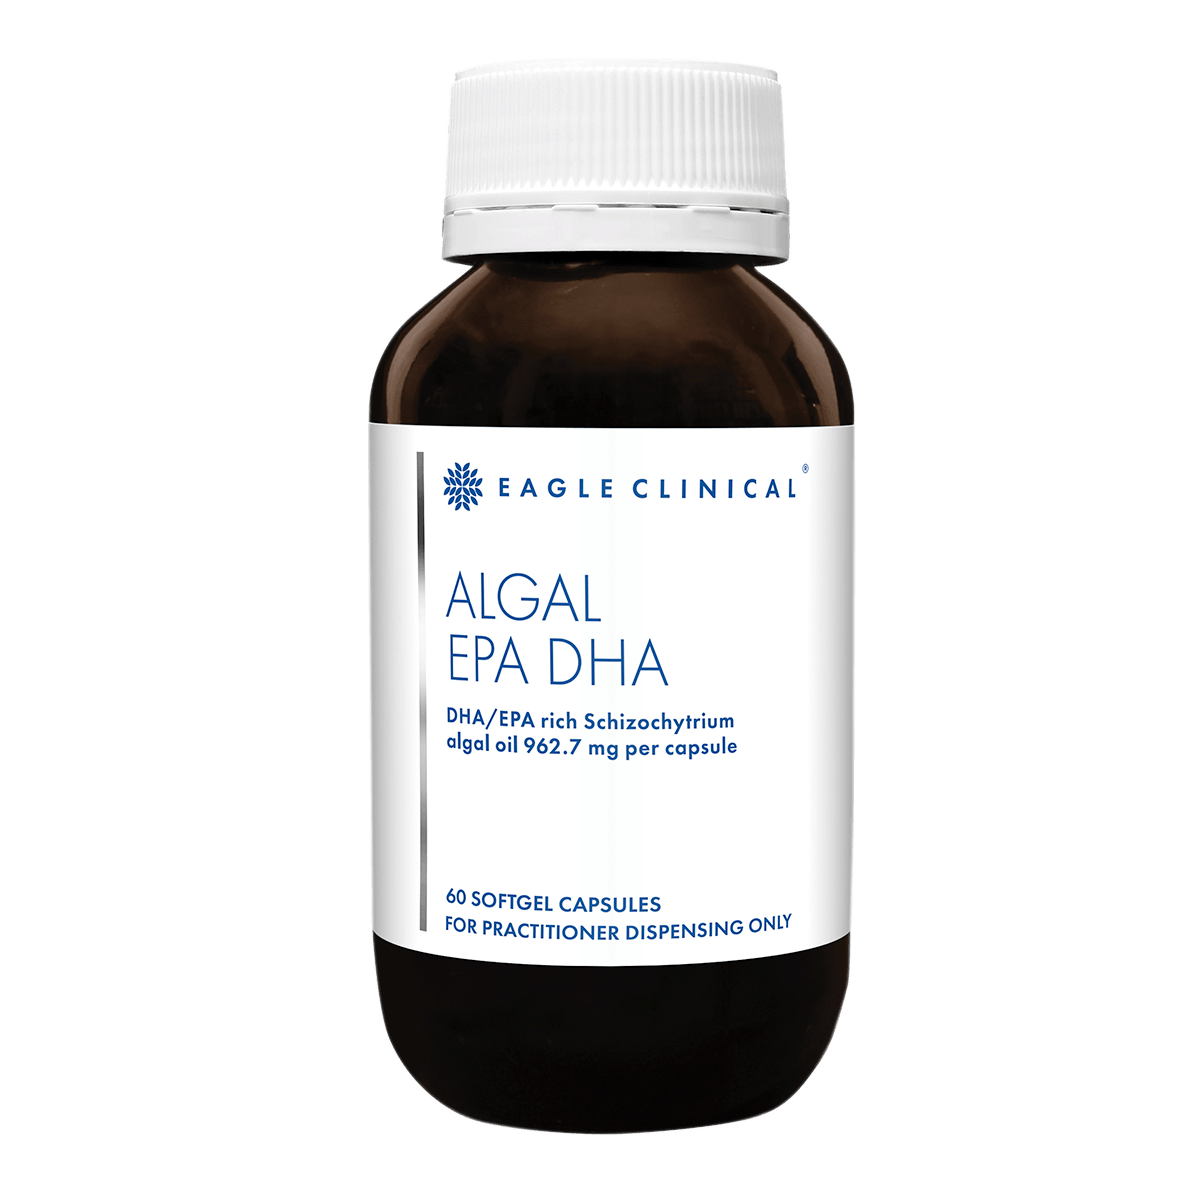 EAGLE CLINICAL®
ALGAL
EPA DHA
DHA/EPA rich Schizochytrium
algal oil 962.7 mg per capsule
60 SOFTGEL CAPSULES
FOR PRACTITIONER DISPENSING ONLY